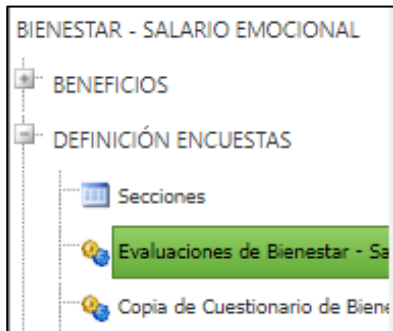 BIENESTAR - SALARIO EMOCIONAL
BENEFICIOS
DEFINICIÓN ENCUESTAS
Secciones
Evaluaciones de Bienestar - Sa
Copia de Cuestionario de Biene